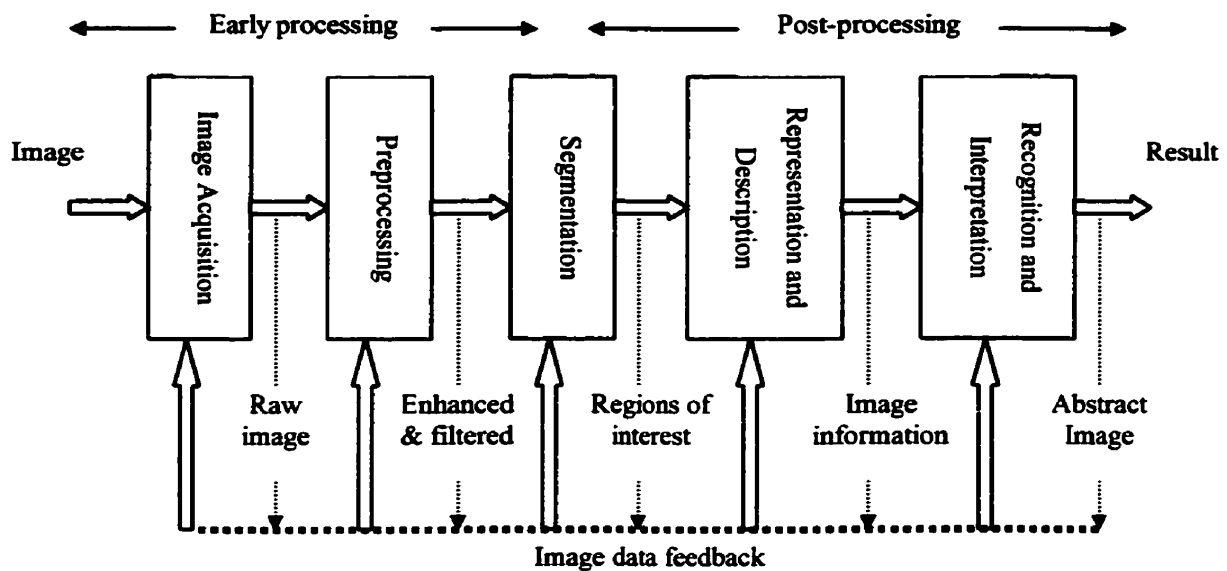 Early processing
Post-processing
Image
Image Acquisition
Preprocessing
Segmentation
Representation and
Description
Recognition and
Interpretation
Result
Raw
image
Enhanced
& filtered
Regions of
interest
Image
information
Abstract
Image
Image data feedback